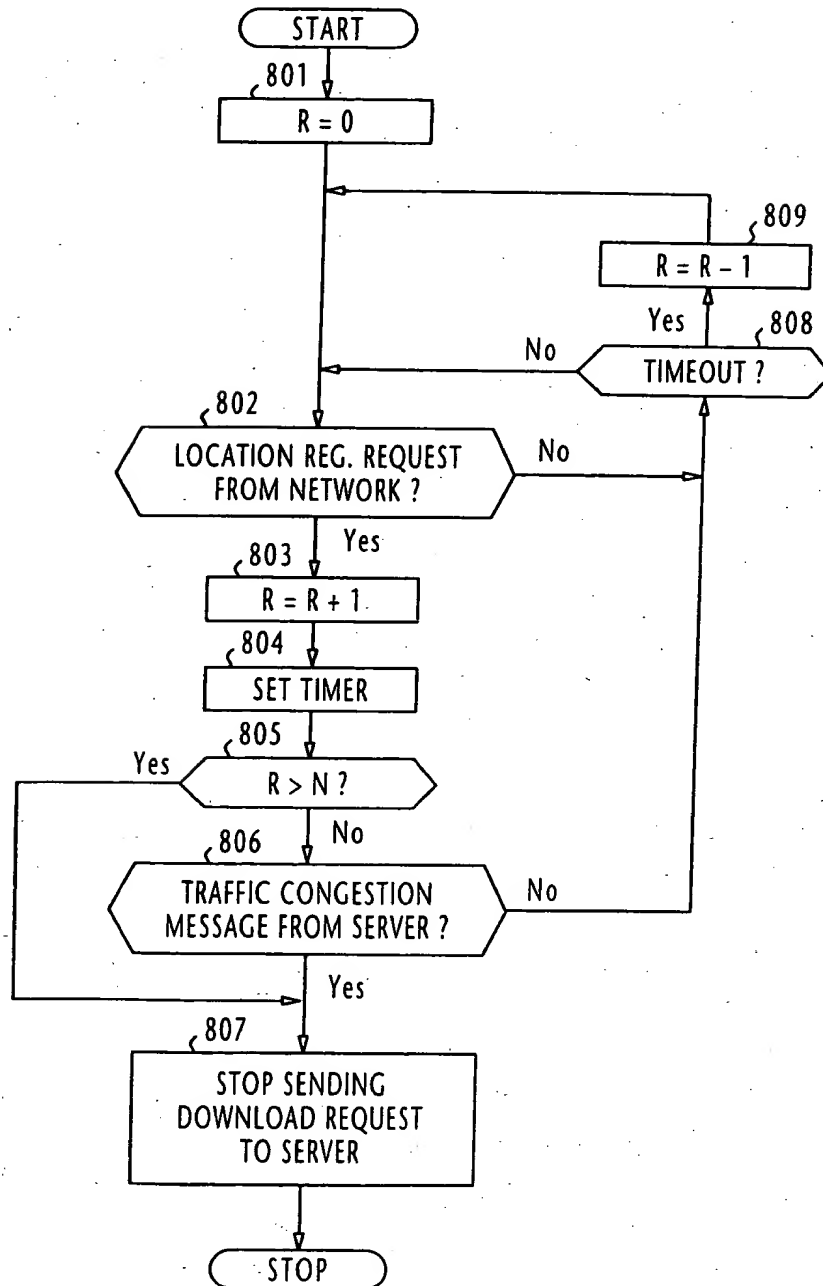 START
801
R = 0
809
R = R – 1
Yes
808
No
TIMEOUT ?
802
LOCATION REG. REQUEST
FROM NETWORK ?
No
Yes
803
R = R + 1
804
SET TIMER
805
Yes
R > N ?
No
806
TRAFFIC CONGESTION
MESSAGE FROM SERVER ?
No
Yes
807
STOP SENDING
DOWNLOAD REQUEST
TO SERVER
STOP